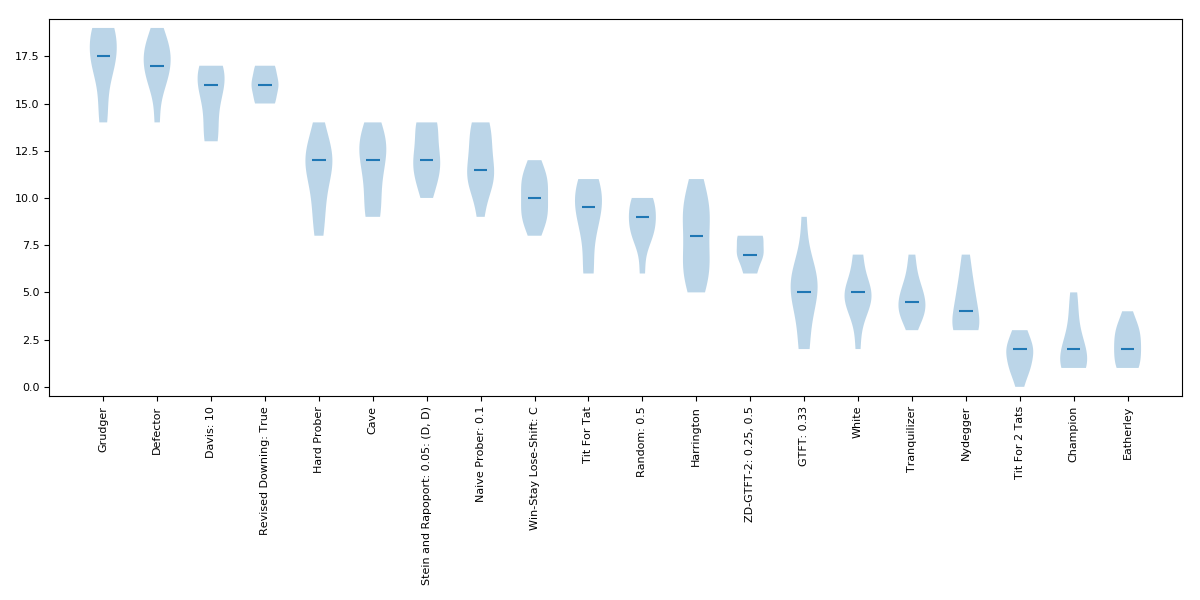 17.5
15.0
12.5
10.0
7.5
5.0
2.5
0.0
Grudger
Defector
Davis: 10
Revised Downing: True
Hard Prober
Cave
Stein and Rapoport: 0.05: (D, D)
Naive Prober: 0.1
Win-Stay Lose-Shift: C
Tit For Tat
Random: 0.5
Harrington
ZD-GTFT-2: 0.25, 0.5
GTFT: 0.33
White
Tranquilizer
Nydegger
Tit For 2 Tats
Champion
Eatherley